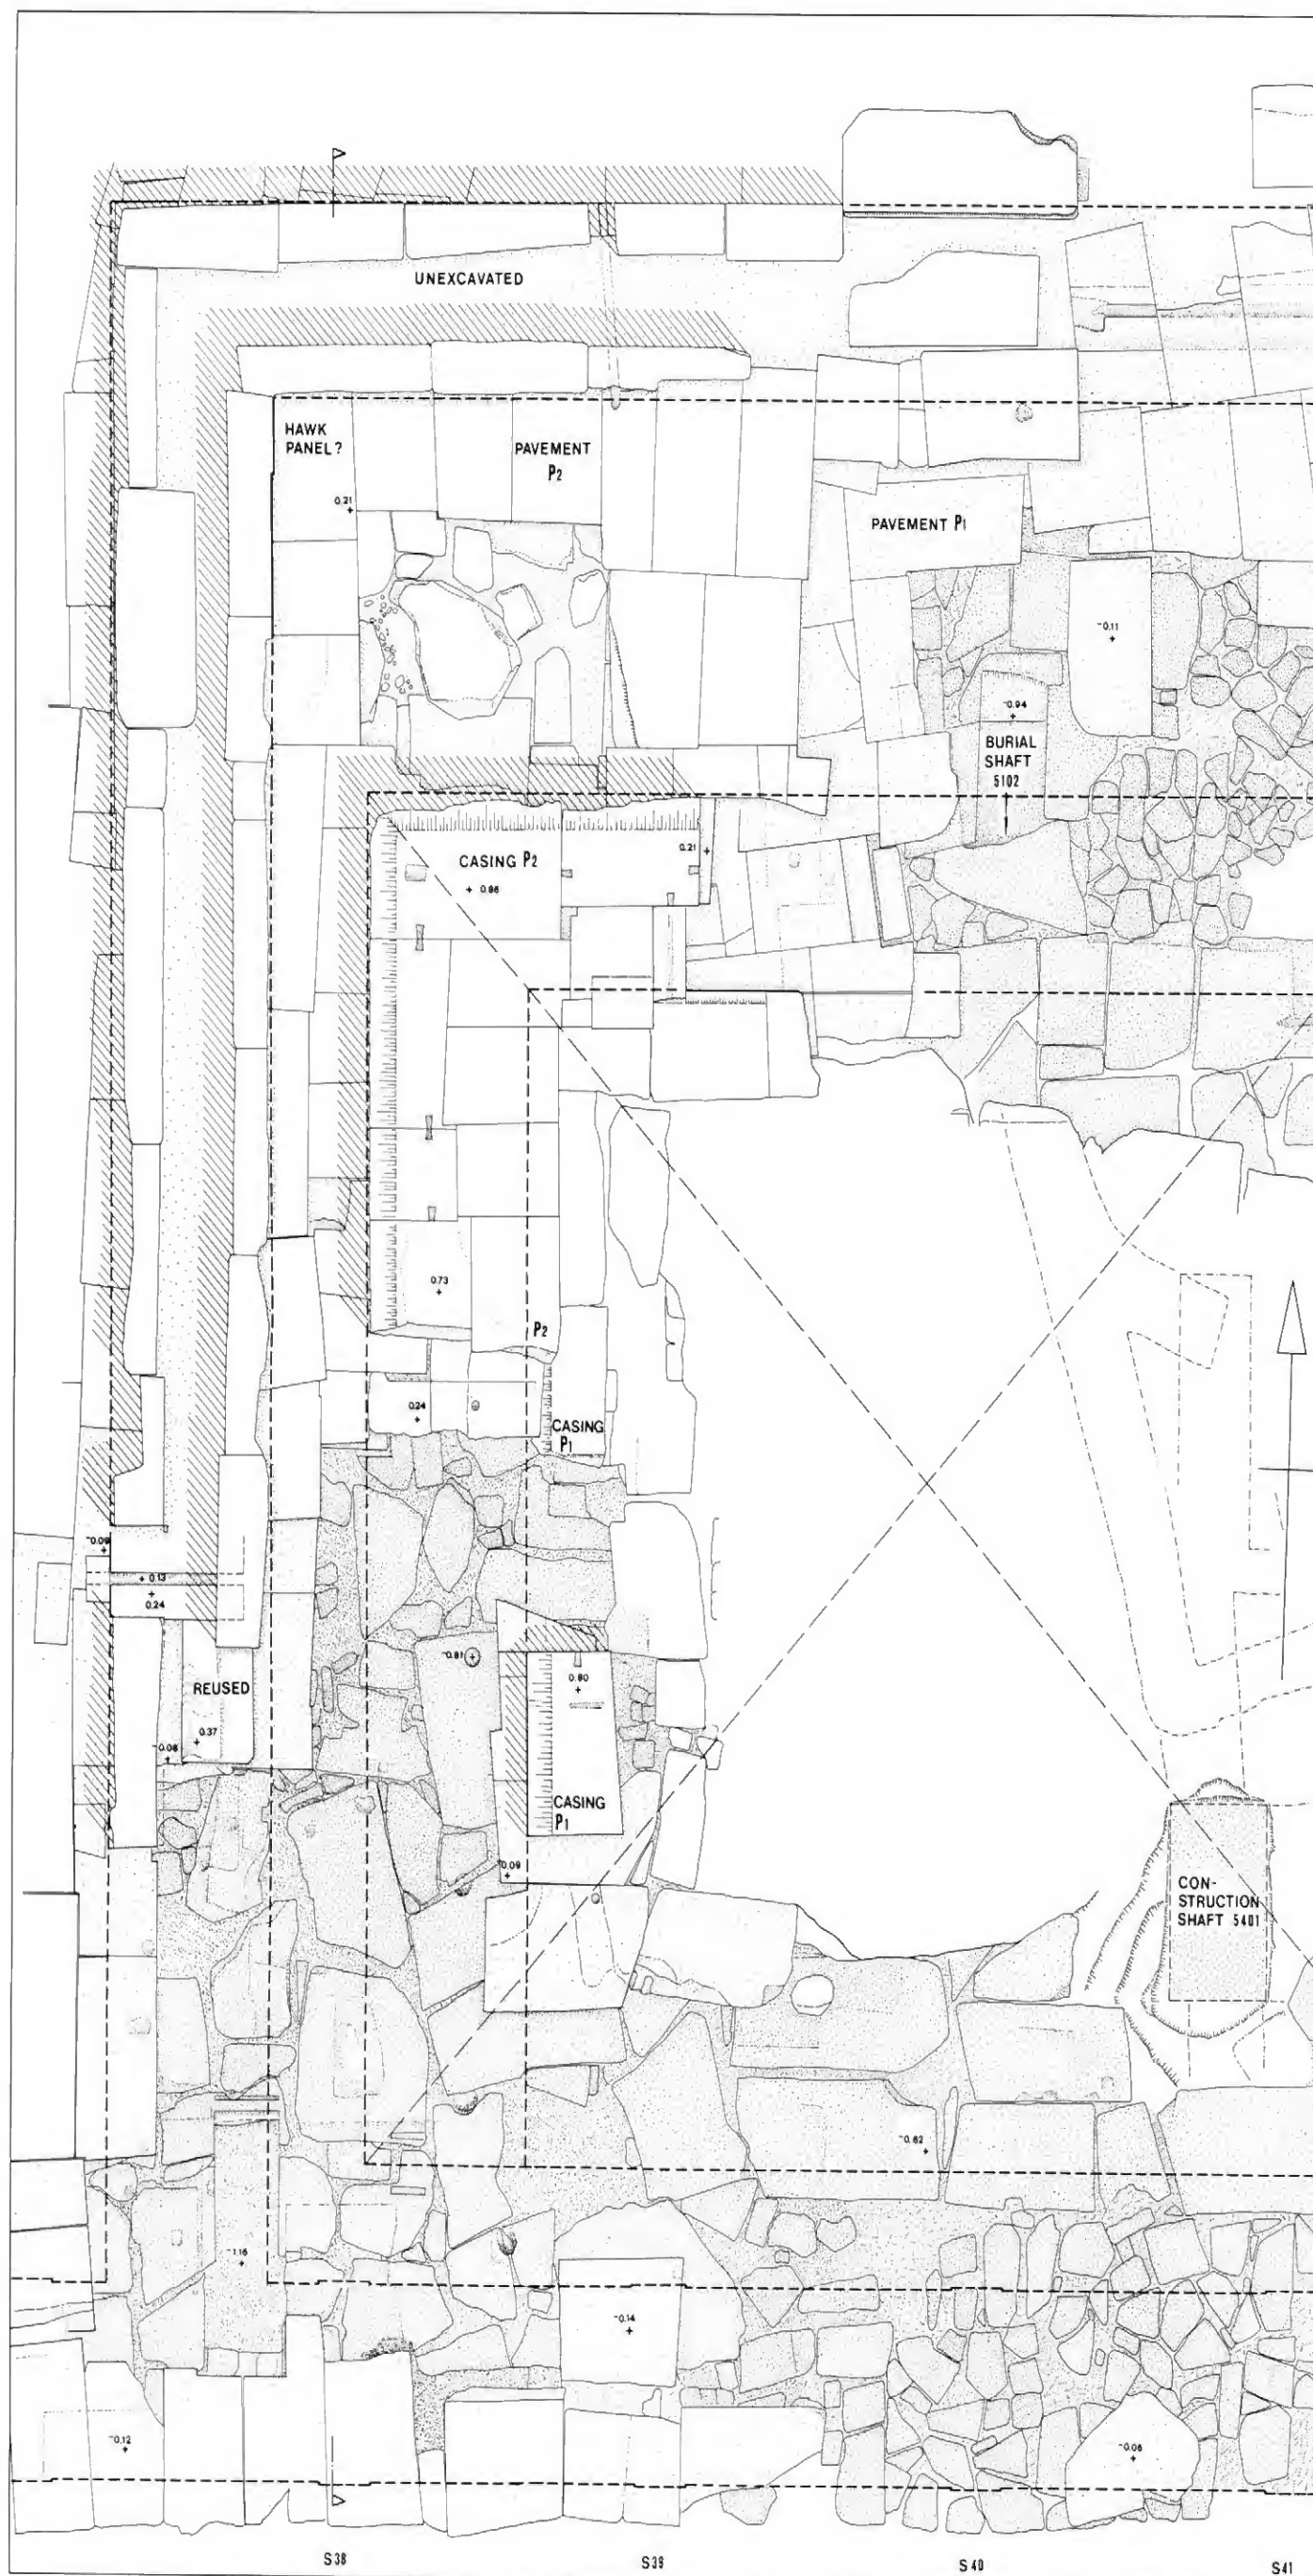 UNEXCAVATED
HAWK
PANEL?
0.21
PAVEMENT
P2
PAVEMENT P1
-0.11
-0.94
BURIAL
SHAFT
5102
0.21
CASING P2
0.86
0.73
P2
0.24
CASING
P1
-0.09
0.13
0.24
-0.81
0.80
REUSED
0.37
-0.08
CASING
P1
-0.09
CON-
STRUCTION
SHAFT 5401
-0.62
-1.16
-0.14
-0.12
-0.06
S38
S39
S40
S41